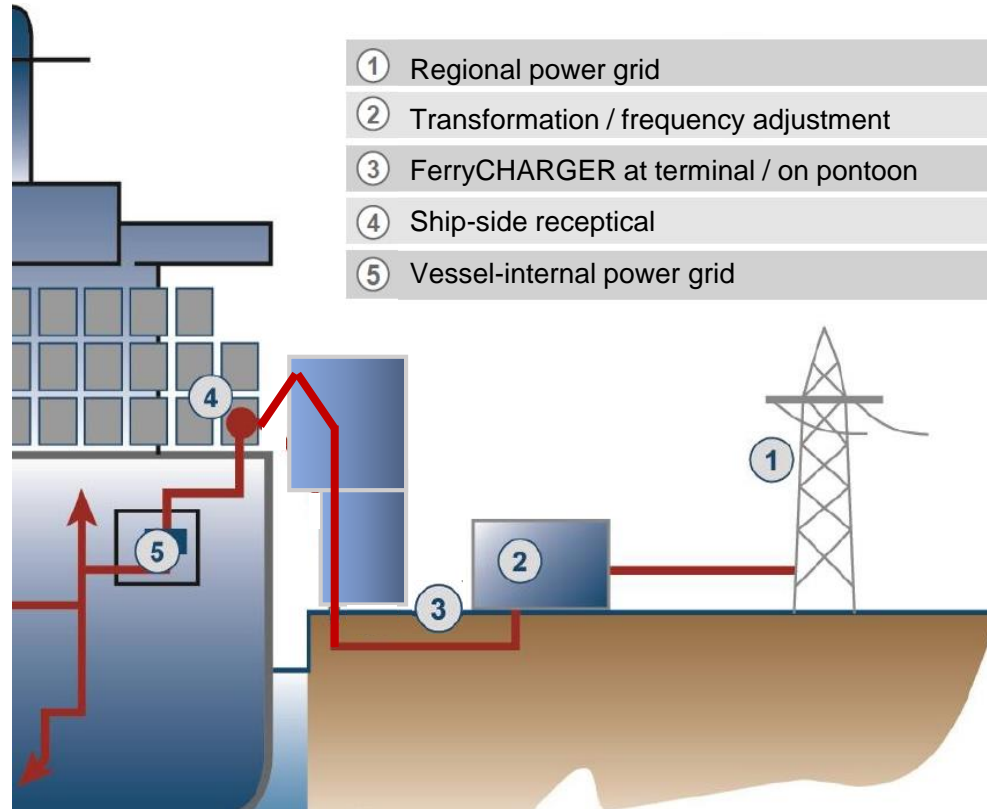 1 Regional power grid
2 Transformation / frequency adjustment
3 FerryCHARGER at terminal / on pontoon
4 Ship-side receptical
5 Vessel-internal power grid
4
1
5
2
3